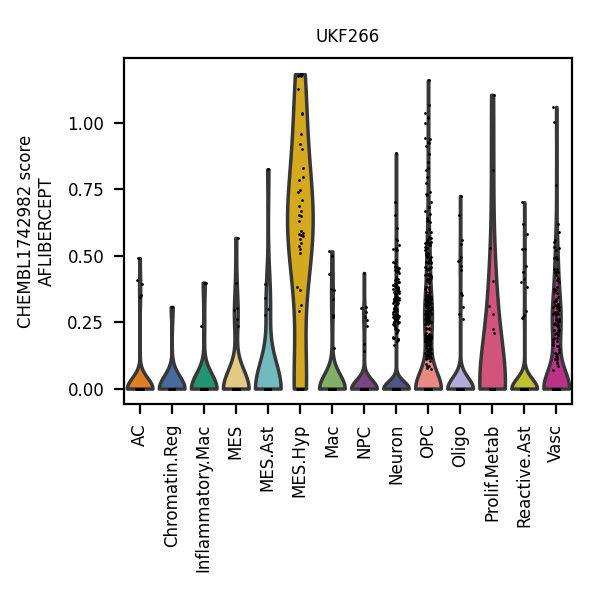 UKF266
CHEMBL1742982 score
AFLIBERCEPT
1.00
0.75
0.50
0.25
0.00
AC
Chromatin.Reg
Inflammatory.Mac
MES
MES.Ast
MES.Hyp
Mac
NPC
Neuron
OPC
Oligo
Prolif.Metab
Reactive.Ast
Vasc